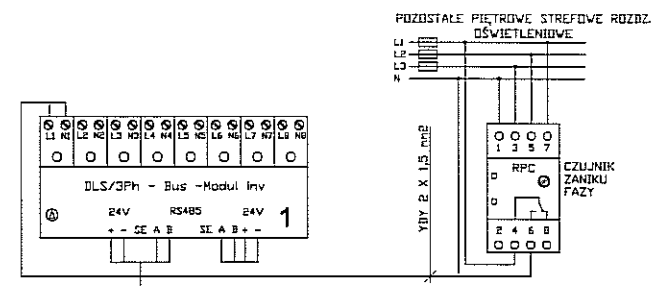 POZOSTAŁE PIĘTROWE STREFOWE ROZDZ.
OŚWIETLENIOWE
L1
L2
L3
N
L1 N1 L2 N2 L3 N3 L4 N4 L5 N5 L6 N6 L7 N7 L8 N8
DLS/3Ph - Bus -Modul inv
A
24V RS485 24V
+ - SE A B SE A B + -
1
YDY 2 X 1,5 mm2
1 3 5 7
RPC
CZUJNIK
ZANIKU
FAZY
2 4 6 8